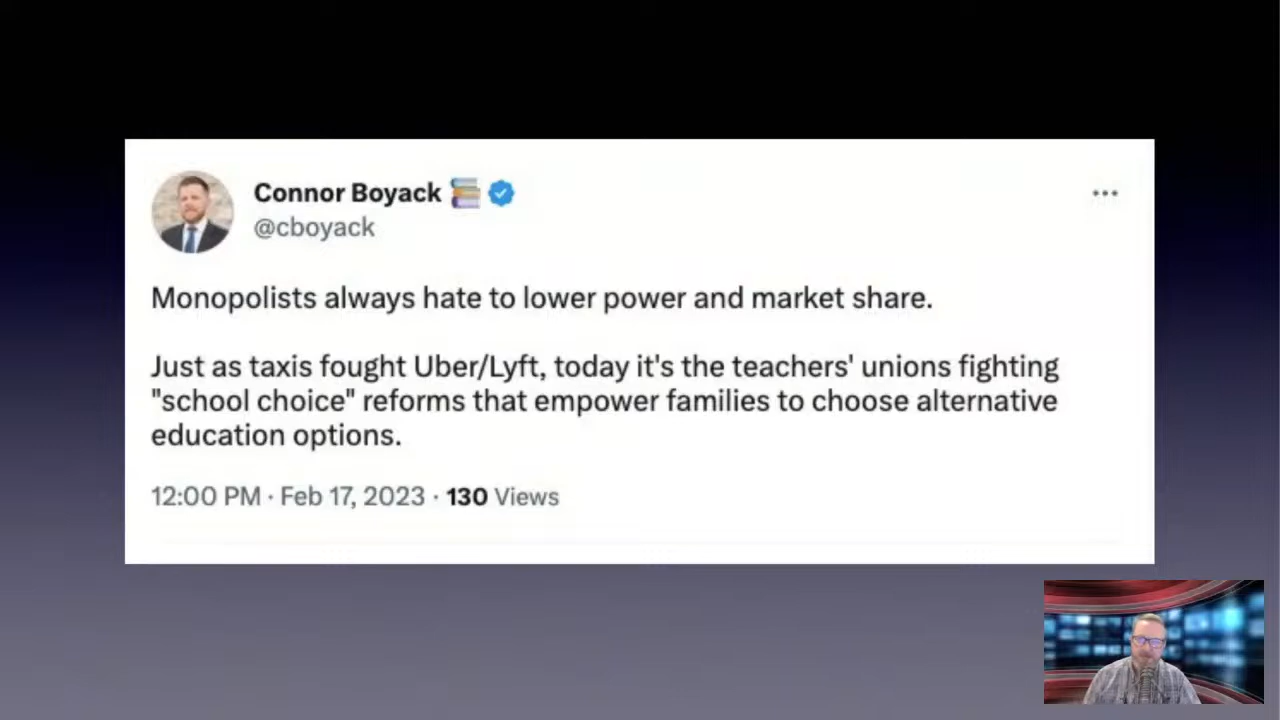 Connor Boyack
@cboyack
Monopolists always hate to lower power and market share.
Just as taxis fought Uber/Lyft, today it's the teachers' unions fighting
"school choice" reforms that empower families to choose alternative
education options.
12:00 PM · Feb 17, 2023 · 130 Views